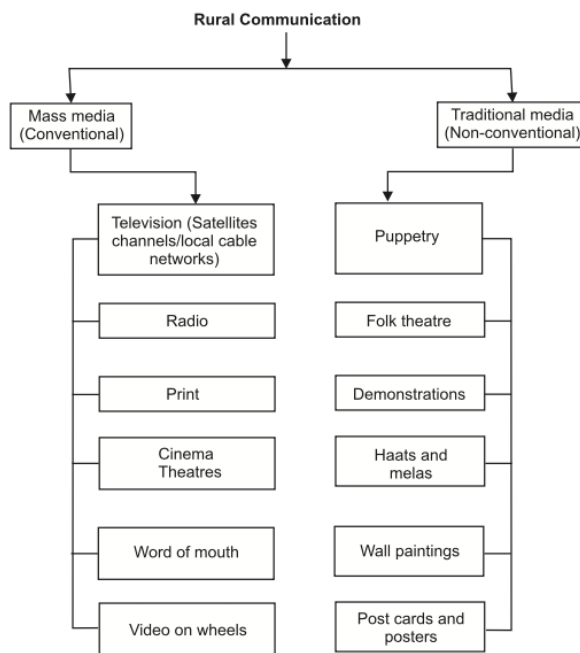 Rural Communication
Mass media
(Conventional)
Traditional media
(Non-conventional)
Television (Satellites
channels/local cable
networks)
Puppetry
Radio
Folk theatre
Print
Demonstrations
Cinema
Theatres
Haats and
melas
Word of mouth
Wall paintings
Video on wheels
Post cards and
posters